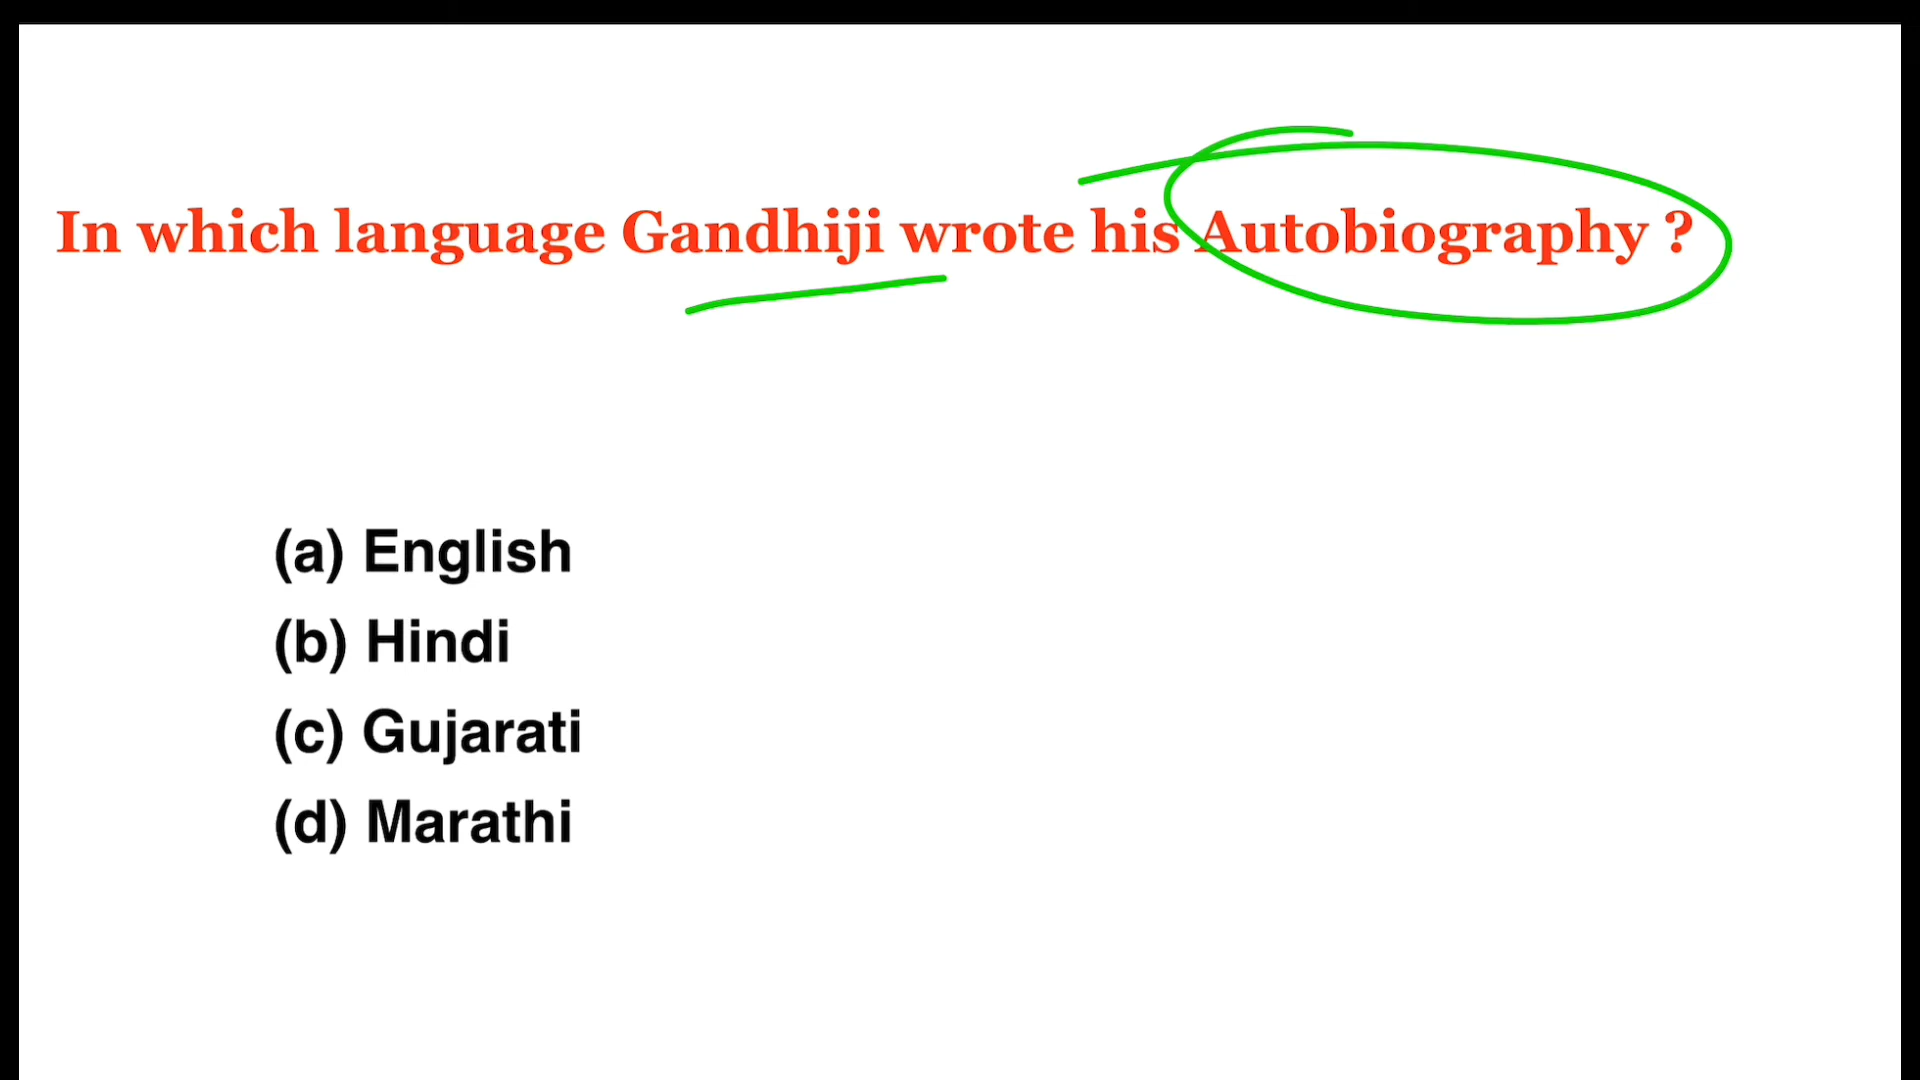 In which language Gandhiji wrote his Autobiography ?
(a) English
(b) Hindi
(c) Gujarati
(d) Marathi